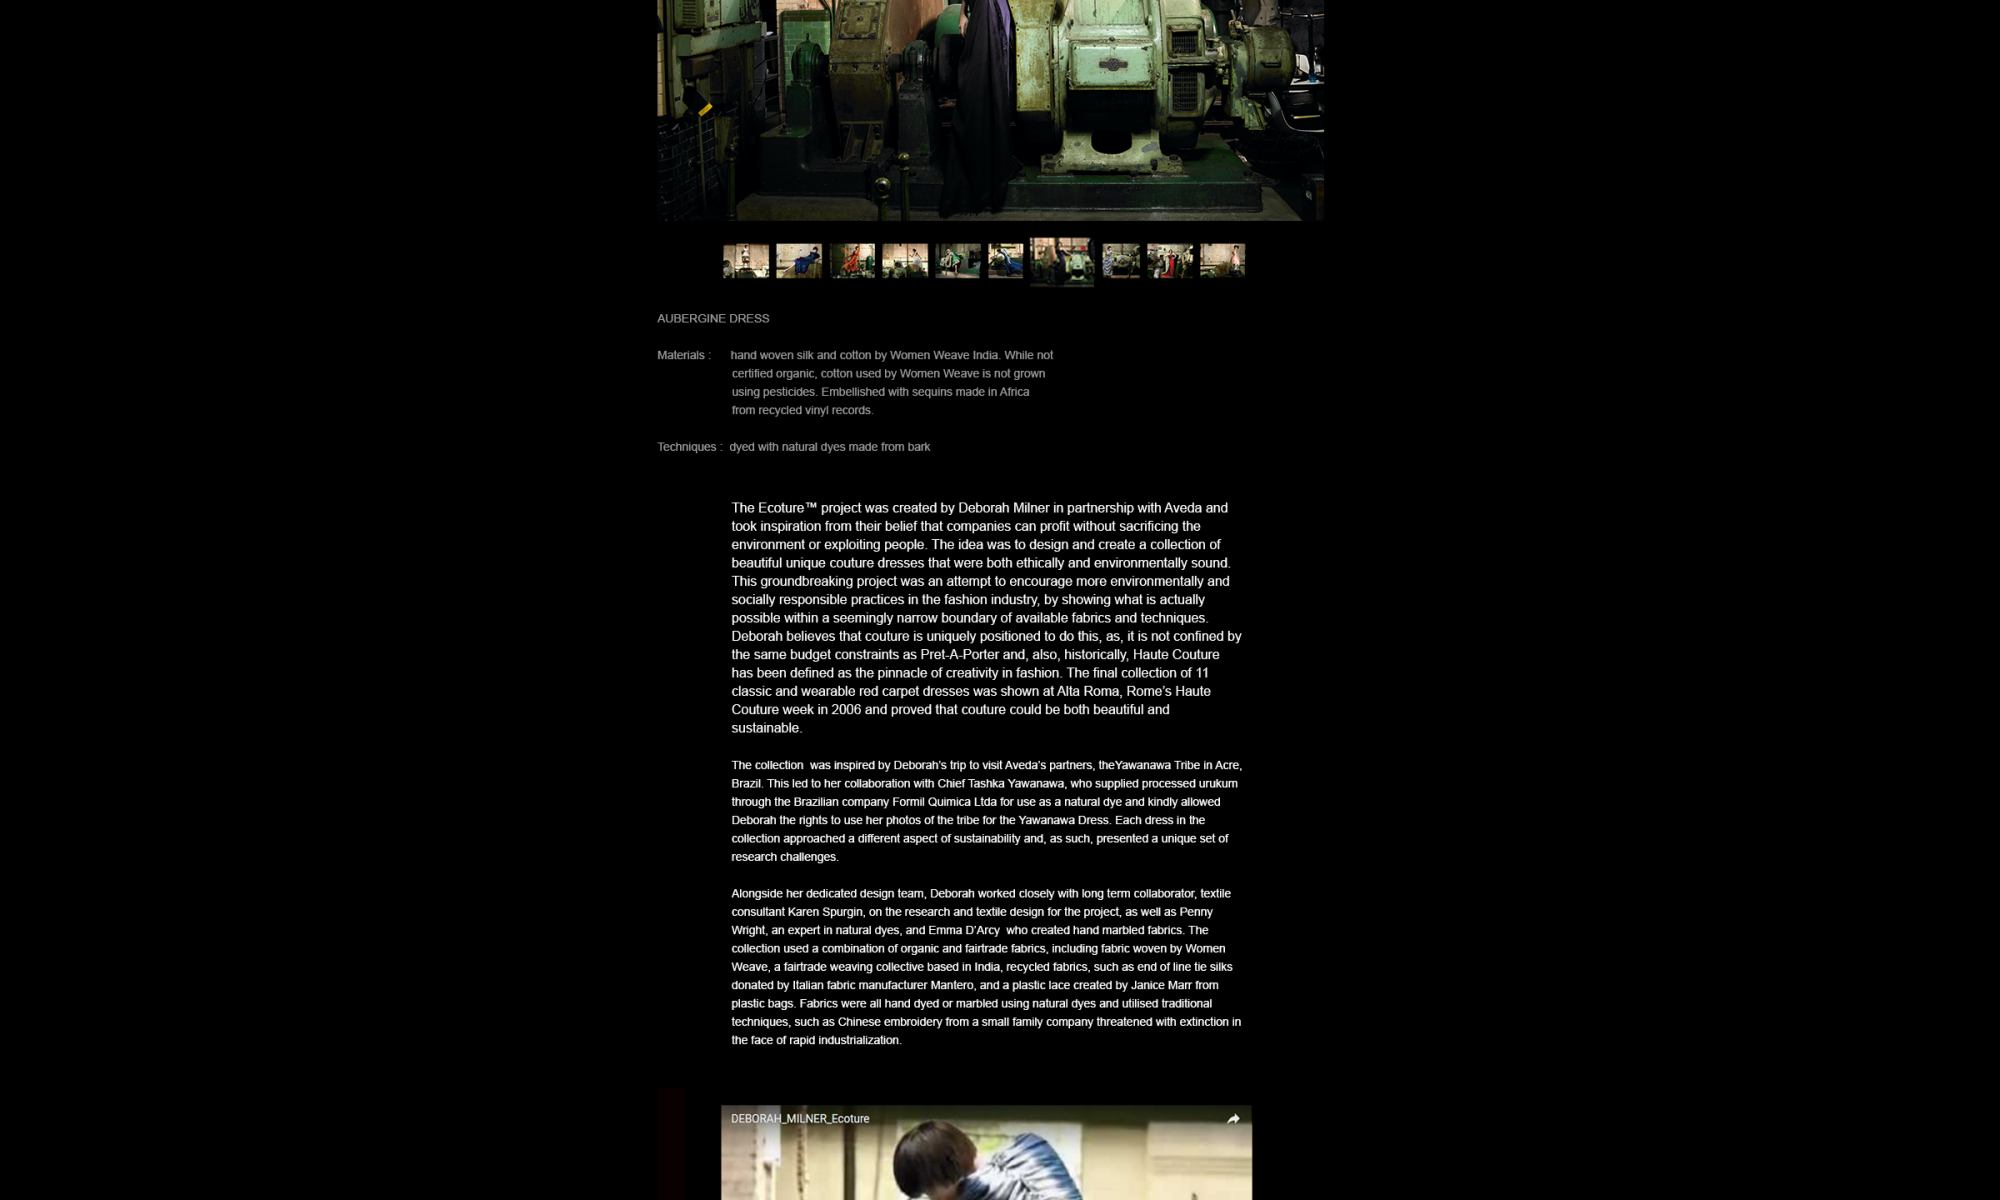 AUBERGINE DRESS
Materials : hand woven silk and cotton by Women Weave India. While not
certified organic, cotton used by Women Weave is not grown
using pesticides. Embellished with sequins made in Africa
from recycled vinyl records.
Techniques : dyed with natural dyes made from bark
The Ecoture™ project was created by Deborah Milner in partnership with Aveda and
took inspiration from their belief that companies can profit without sacrificing the
environment or exploiting people. The idea was to design and create a collection of
beautiful unique couture dresses that were both ethically and environmentally sound.
This groundbreaking project was an attempt to encourage more environmentally and
socially responsible practices in the fashion industry, by showing what is actually
possible within a seemingly narrow boundary of available fabrics and techniques.
Deborah believes that couture is uniquely positioned to do this, as, it is not confined by
the same budget constraints as Pret-A-Porter and, also, historically, Haute Couture
has been defined as the pinnacle of creativity in fashion. The final collection of 11
classic and wearable red carpet dresses was shown at Alta Roma, Rome’s Haute
Couture week in 2006 and proved that couture could be both beautiful and
sustainable.
The collection  was inspired by Deborah’s trip to visit Aveda’s partners, theYawanawa Tribe in Acre,
Brazil. This led to her collaboration with Chief Tashka Yawanawa, who supplied processed urukum
through the Brazilian company Formil Quimica Ltda for use as a natural dye and kindly allowed
Deborah the rights to use her photos of the tribe for the Yawanawa Dress. Each dress in the
collection approached a different aspect of sustainability and, as such, presented a unique set of
research challenges.
Alongside her dedicated design team, Deborah worked closely with long term collaborator, textile
consultant Karen Spurgin, on the research and textile design for the project, as well as Penny
Wright, an expert in natural dyes, and Emma D’Arcy  who created hand marbled fabrics. The
collection used a combination of organic and fairtrade fabrics, including fabric woven by Women
Weave, a fairtrade weaving collective based in India, recycled fabrics, such as end of line tie silks
donated by Italian fabric manufacturer Mantero, and a plastic lace created by Janice Marr from
plastic bags. Fabrics were all hand dyed or marbled using natural dyes and utilised traditional
techniques, such as Chinese embroidery from a small family company threatened with extinction in
the face of rapid industrialization.
DEBORAH_MILNER_Ecoture